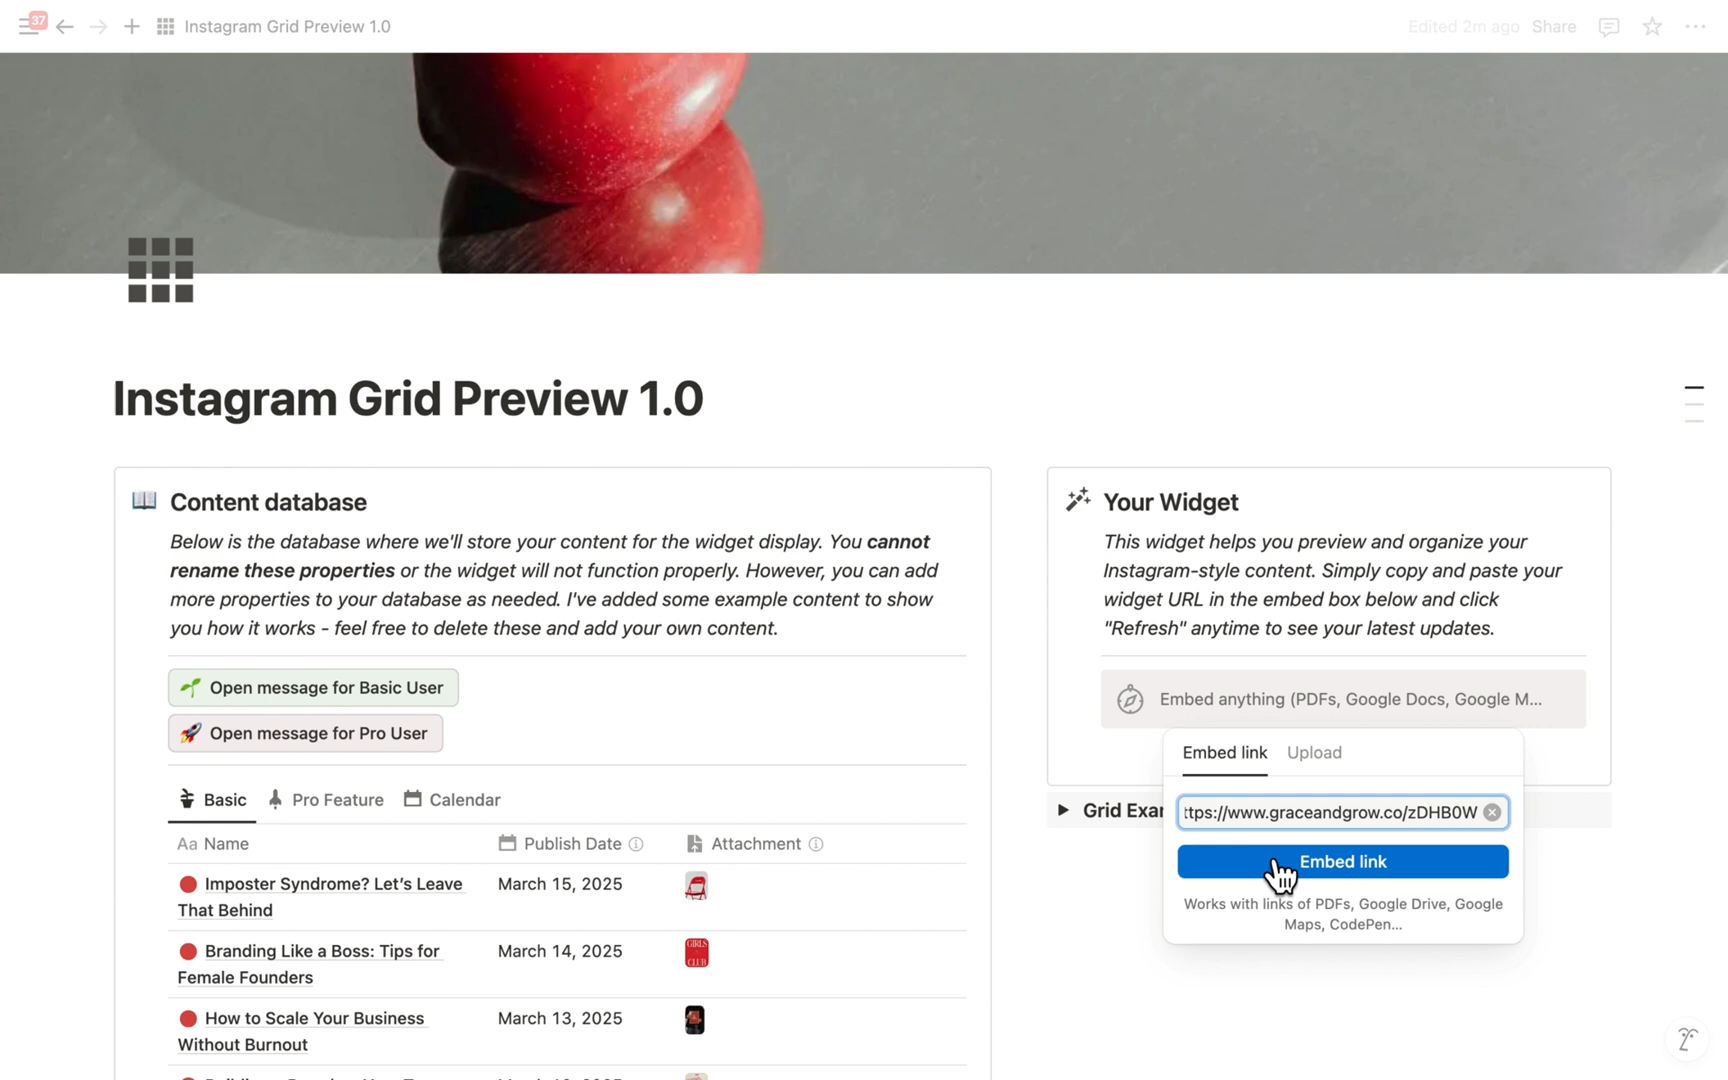 37
Instagram Grid Preview 1.0
Edited 2m ago
Share
Instagram Grid Preview 1.0
Content database
Below is the database where we'll store your content for the widget display. You cannot
rename these properties or the widget will not function properly. However, you can add
more properties to your database as needed. I've added some example content to show
you how it works - feel free to delete these and add your own content.
Open message for Basic User
Open message for Pro User
Basic
Pro Feature
Calendar
Aa Name
Publish Date
Attachment
Imposter Syndrome? Let's Leave
That Behind
March 15, 2025
Branding Like a Boss: Tips for
Female Founders
March 14, 2025
GIRLS
CLUB
How to Scale Your Business
Without Burnout
March 13, 2025
Your Widget
This widget helps you preview and organize your
Instagram-style content. Simply copy and paste your
widget URL in the embed box below and click
"Refresh" anytime to see your latest updates.
Embed anything (PDFs, Google Docs, Google M...
Embed link
Upload
Grid Exa
ttps://www.graceandgrow.co/zDHB0W
Embed link
Works with links of PDFs, Google Drive, Google
Maps, CodePen...